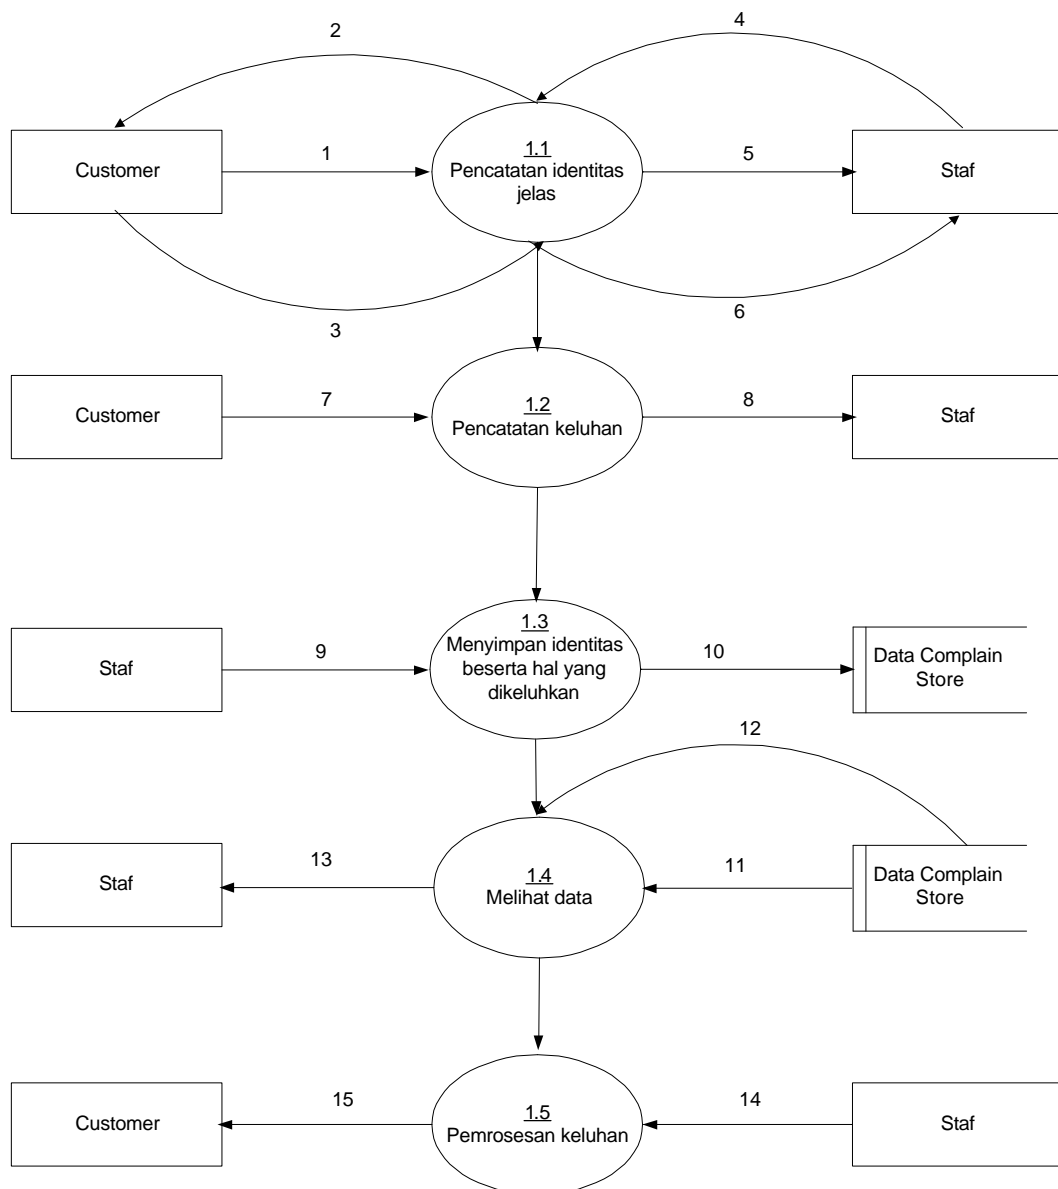 2
4
Customer
1
1.1
Pencatatan identitas
jelas
5
Staf
3
6
Customer
7
1.2
Pencatatan keluhan
8
Staf
Staf
9
1.3
Menyimpan identitas
beserta hal yang
dikeluhkan
10
Data Complain
Store
12
Staf
13
1.4
Melihat data
11
Data Complain
Store
Customer
15
1.5
Pemrosesan keluhan
14
Staf